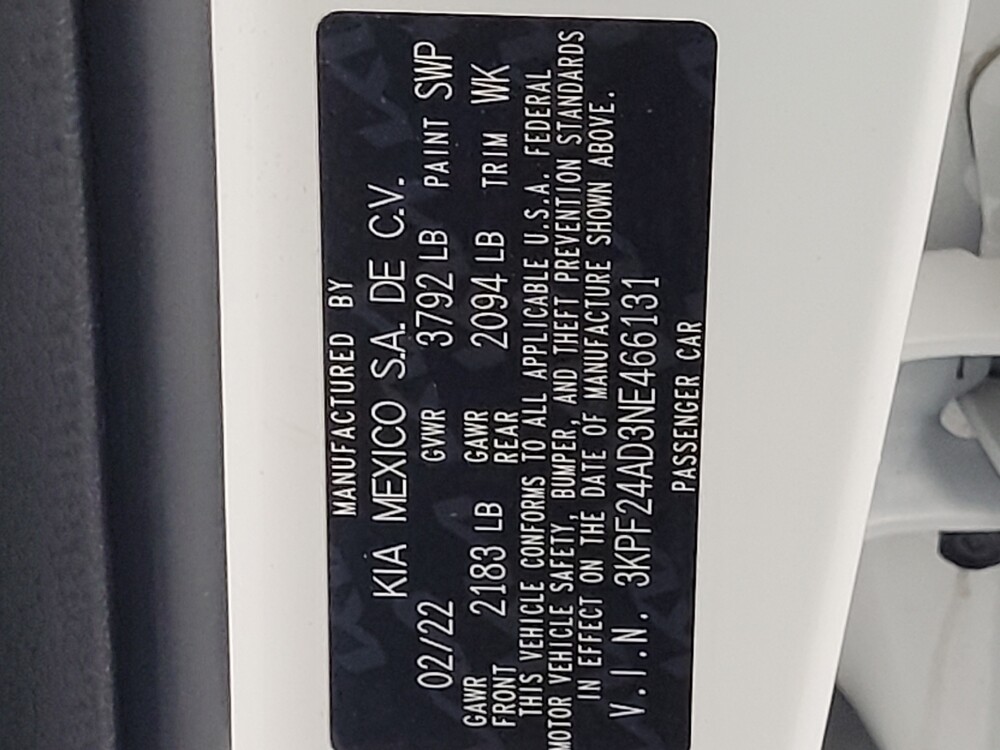 MANUFACTURED BY
KIA MEXICO S.A. DE C.V.
02/22 GVWR 3792 LB PAINT SWP
GAWR FRONT 2183 LB GAWR REAR 2094 LB TRIM WK
THIS VEHICLE CONFORMS TO ALL APPLICABLE U.S.A. FEDERAL
MOTOR VEHICLE SAFETY, BUMPER, AND THEFT PREVENTION STANDARDS
IN EFFECT ON THE DATE OF MANUFACTURE SHOWN ABOVE.
V.I.N. 3KPF24AD3NE466131
PASSENGER CAR